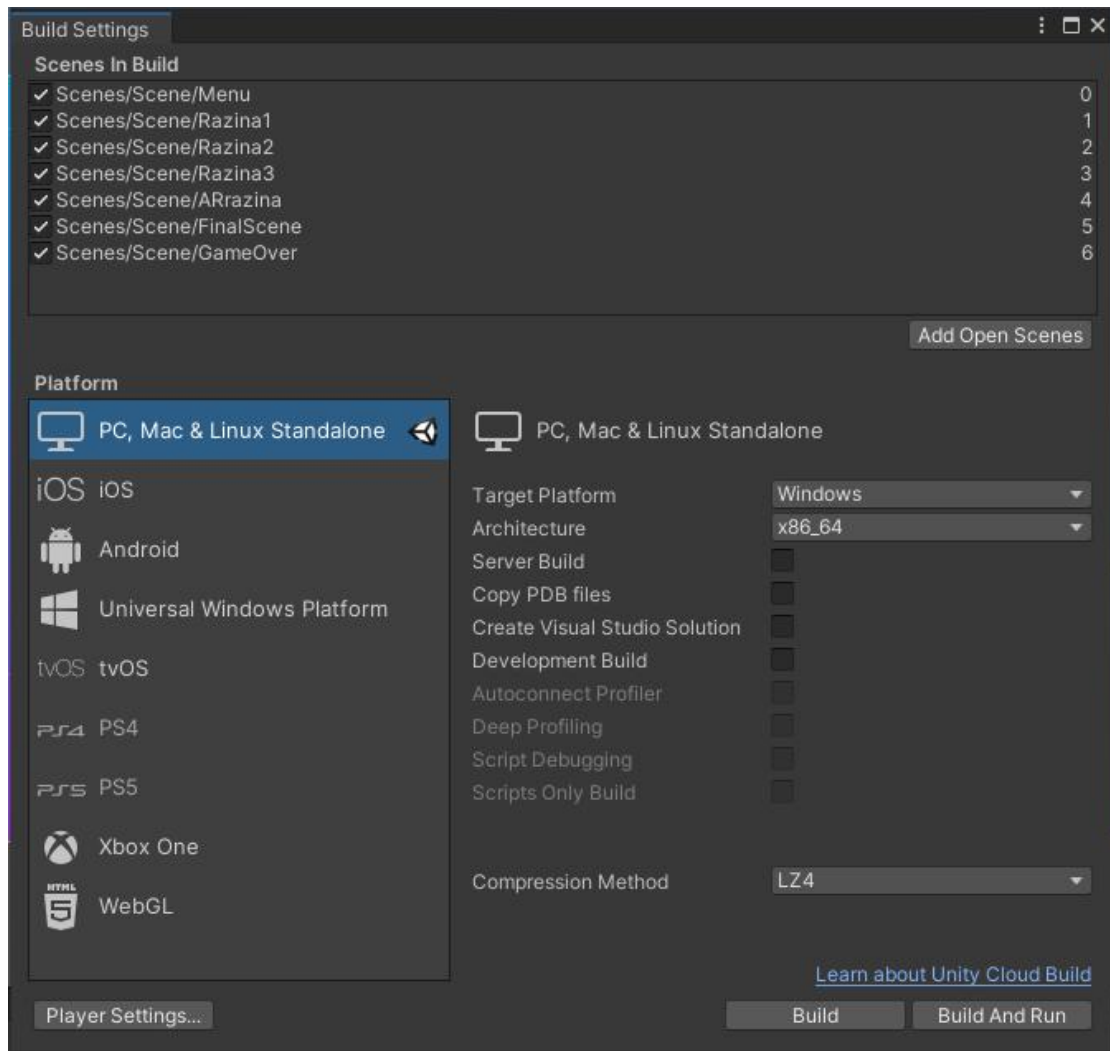 Build Settings
Scenes In Build
Scenes/Scene/Menu 0
Scenes/Scene/Razina1 1
Scenes/Scene/Razina2 2
Scenes/Scene/Razina3 3
Scenes/Scene/ARrazina 4
Scenes/Scene/FinalScene 5
Scenes/Scene/GameOver 6
Add Open Scenes
Platform
PC, Mac & Linux Standalone
iOS iOS
Android
Universal Windows Platform
tvOS tvOS
PS4 PS4
PS5 PS5
Xbox One
HTML 5 WebGL
PC, Mac & Linux Standalone
Target Platform Windows
Architecture x86_64
Server Build
Copy PDB files
Create Visual Studio Solution
Development Build
Autoconnect Profiler
Deep Profiling
Script Debugging
Scripts Only Build
Compression Method LZ4
Learn about Unity Cloud Build
Player Settings... Build Build And Run